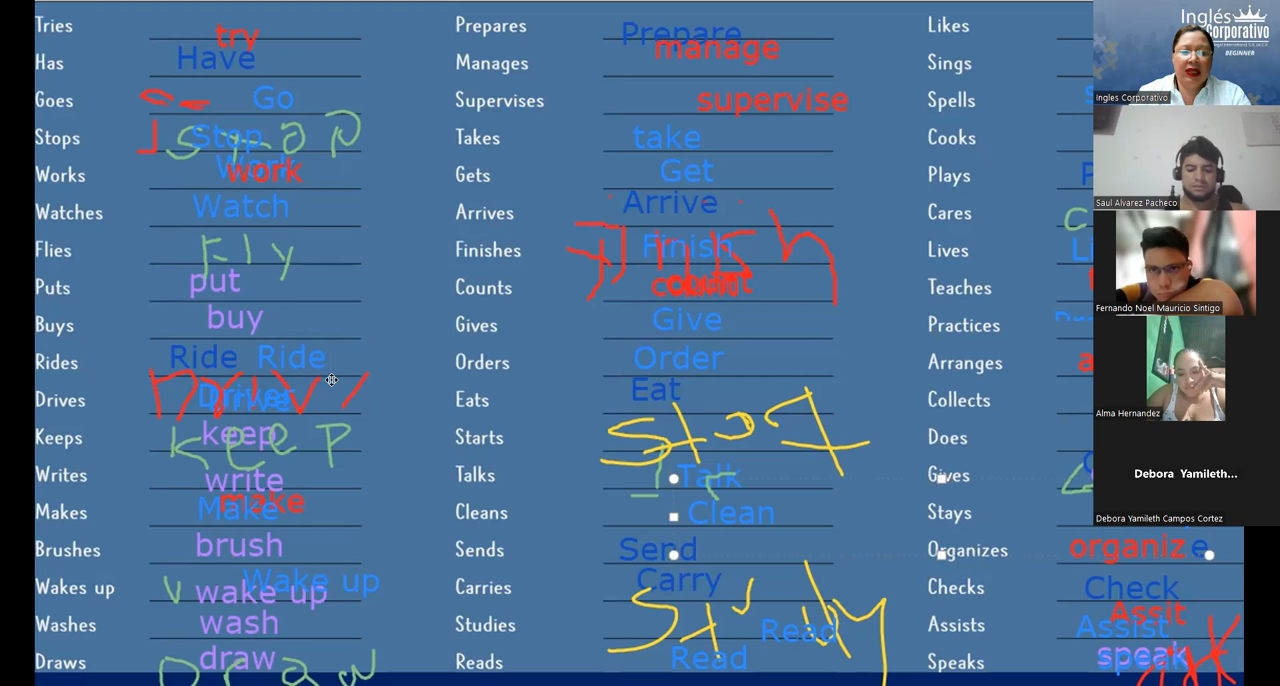 Tries try Prepares Prepare Likes
Has Have Manages manage Sings
Goes Go Supervises supervise Spells
Stops Stop Stop Takes take Cooks
Works Work work Gets Get Plays
Watches Watch Arrives Arrive Cares
Flies Fly Finishes Finish Finish Lives
Puts put Counts count Teaches
Buys buy Gives Give Practices
Rides Ride Ride Orders Order Arranges
Drives Drive Eats Eat Collects
Keeps keep Keep Starts Start Does
Writes write Talks Talk Gives
Makes make Make Cleans Clean Stays
Brushes brush Sends Send Organizes organize
Wakes up wake up Wake up Carries Carry Checks Check
Washes wash Studies Study Assists Assit Assist
Draws draw Draw Reads Read Read Speaks speak
Inglés
Corporativo
BEGINNER
Ingles Corporativo
Saul Alvarez Pacheco
Fernando Noel Mauricio Sintigo
Alma Hernandez
Debora Yamileth...
Debora Yamileth Campos Cortez